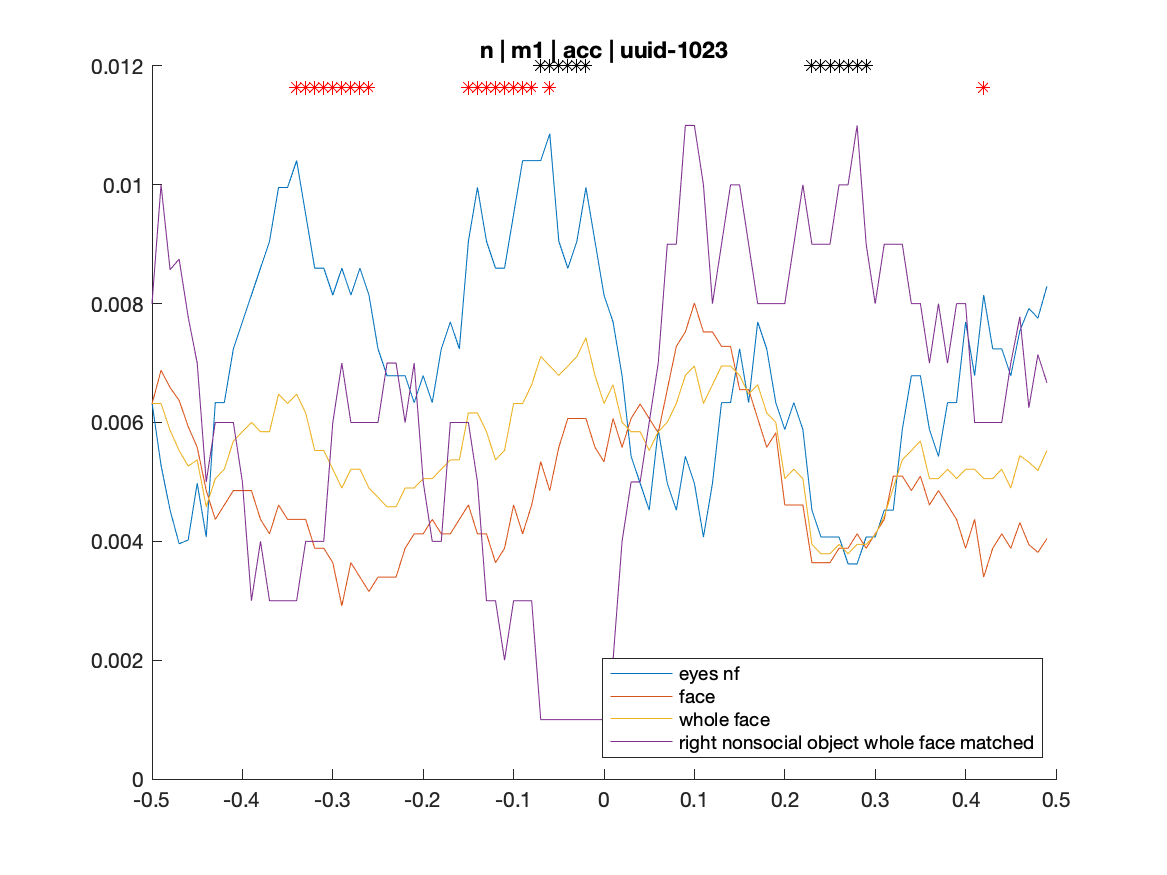 n | m1 | acc | uuid-1023
0.012
0.01
0.008
0.006
0.004
0.002
0
-0.5 -0.4 -0.3 -0.2 -0.1 0 0.1 0.2 0.3 0.4 0.5
eyes nf
face
whole face
right nonsocial object whole face matched